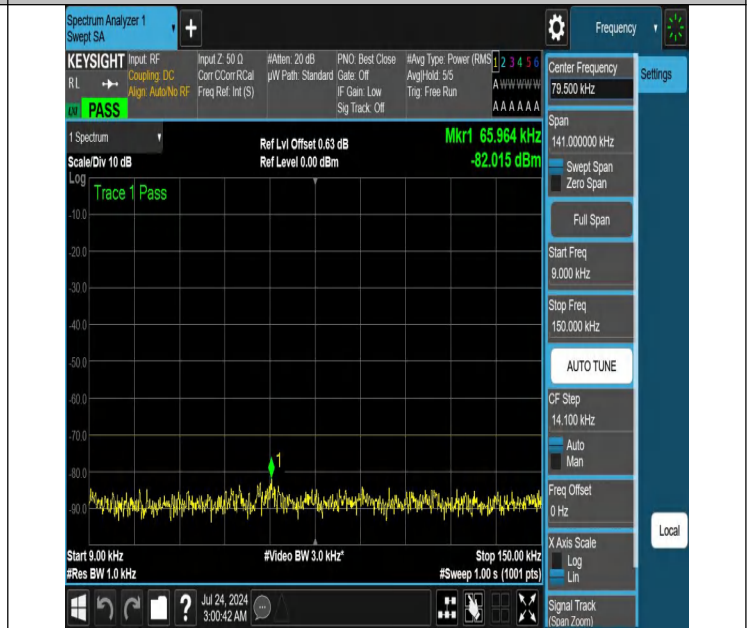 Spectrum Analyzer 1
Swept SA
+
Frequency
KEYSIGHT
R L
PASS
Input: RF
Coupling: DC
Align: Auto/No RF
Input Z: 50 Ω
Corr CCorr RCal
Freq Ref: Int (S)
#Atten: 20 dB
µW Path: Standard
PNO: Best Close
Gate: Off
IF Gain: Low
Sig Track: Off
#Avg Type: Power (RMS
Avg|Hold: 5/5
Trig: Free Run
1 2 3 4 5 6
A W W W W W
A A A A A A
1 Spectrum
Scale/Div 10 dB
Ref Lvl Offset 0.63 dB
Ref Level 0.00 dBm
Mkr1 65.964 kHz
-82.015 dBm
Log
Trace 1 Pass
-10.0
-20.0
-30.0
-40.0
-50.0
-60.0
-70.0
-80.0
-90.0
1
Start 9.00 kHz
#Res BW 1.0 kHz
#Video BW 3.0 kHz*
Stop 150.00 kHz
#Sweep 1.00 s (1001 pts)
Jul 24, 2024
3:00:42 AM
?
Center Frequency
79.500 kHz
Settings
Span
141.000000 kHz
Swept Span
Zero Span
Full Span
Start Freq
9.000 kHz
Stop Freq
150.000 kHz
AUTO TUNE
CF Step
14.100 kHz
Auto
Man
Freq Offset
0 Hz
X Axis Scale
Log
Lin
Local
Signal Track
(Span Zoom)